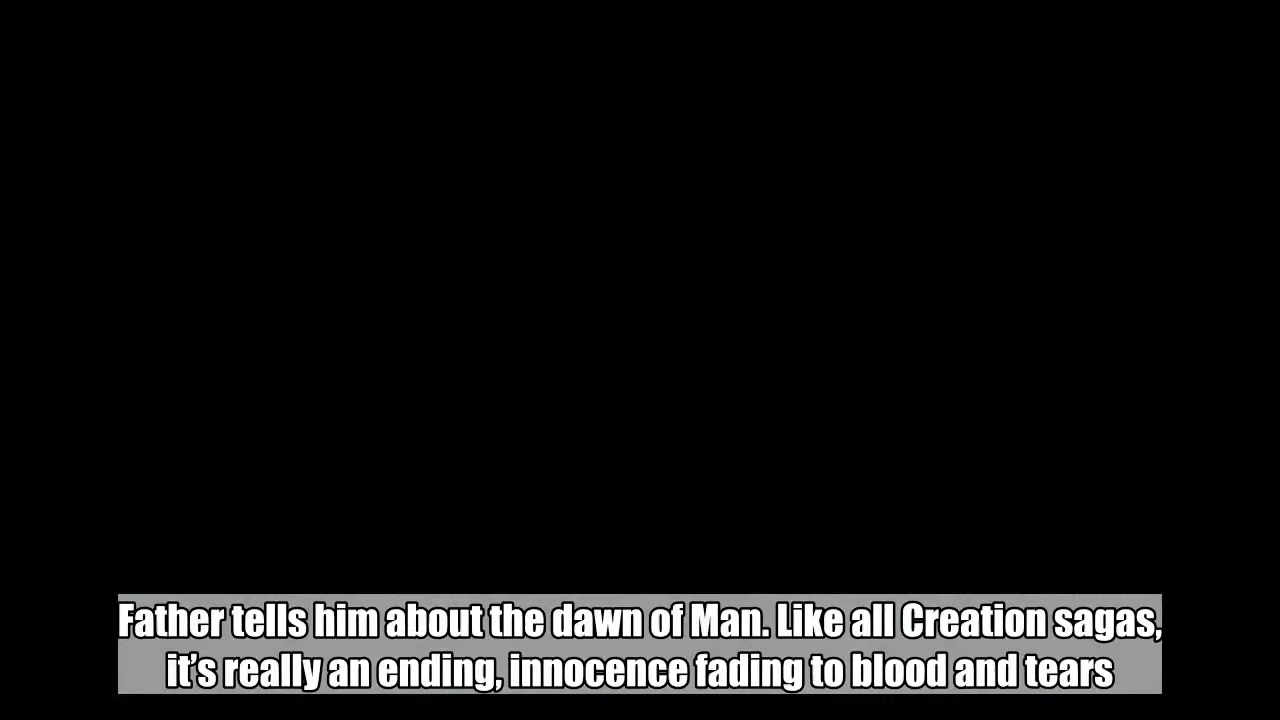 Father tells him about the dawn of Man. Like all Creation sagas,
it’s really an ending, innocence fading to blood and tears